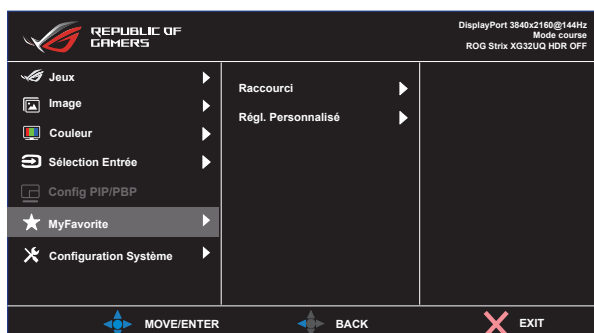 REPUBLIC OF
GAMERS
DisplayPort 3840x2160@144Hz
Mode course
ROG Strix XG32UQ HDR OFF
Jeux
Image
Couleur
Sélection Entrée
Config PIP/PBP
MyFavorite
Configuration Système
Raccourci
Régl. Personnalisé
MOVE/ENTER
BACK
EXIT